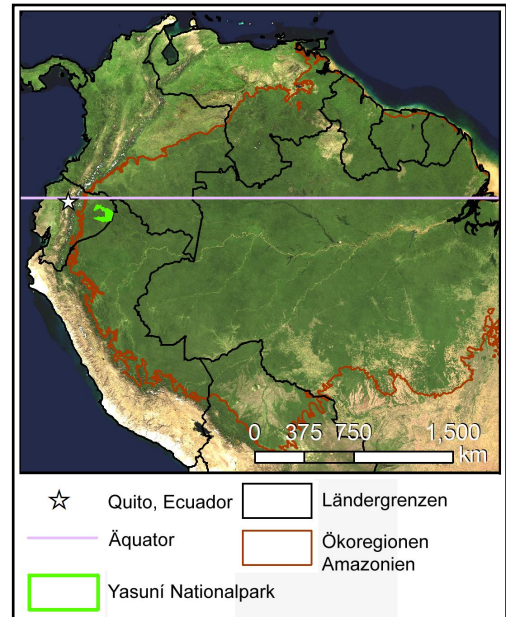 0 375 750 1,500
km
Quito, Ecuador
Ländergrenzen
Äquator
Ökoregionen
Amazonien
Yasuní Nationalpark